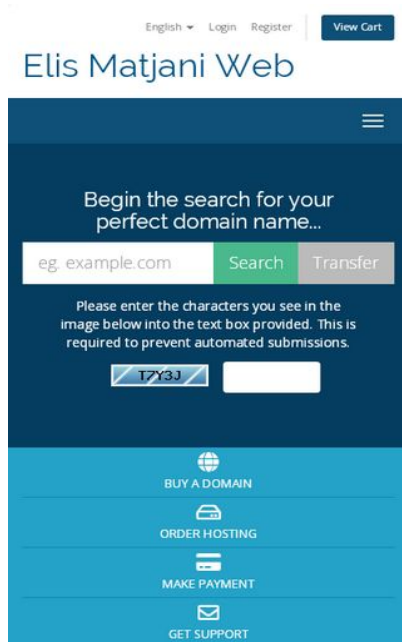 English Login Register View Cart
Elis Matjani Web
Begin the search for your
perfect domain name...
eg. example.com Search Transfer
Please enter the characters you see in the
image below into the text box provided. This is
required to prevent automated submissions.
T7Y3J
BUY A DOMAIN
ORDER HOSTING
MAKE PAYMENT
GET SUPPORT